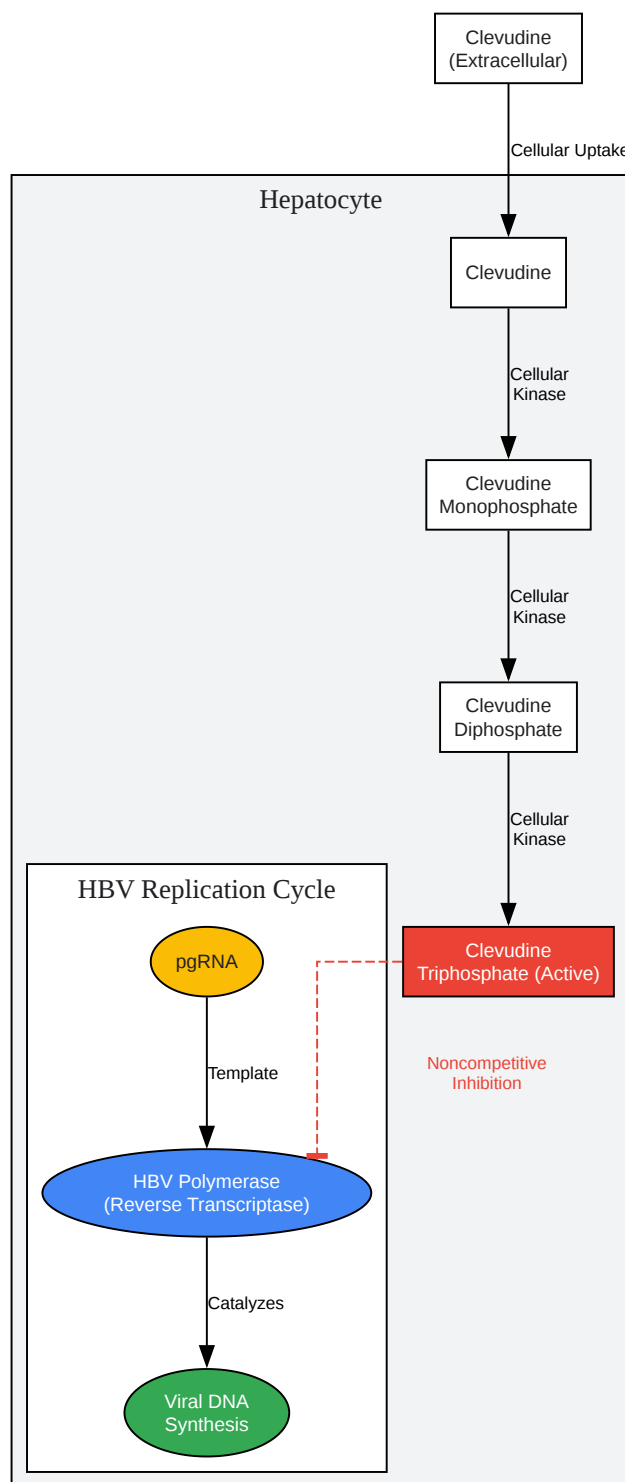 Clevudine
(Extracellular)
Cellular Uptake
Hepatocyte
Clevudine
Cellular
Kinase
Clevudine
Monophosphate
Cellular
Kinase
Clevudine
Diphosphate
Cellular
Kinase
HBV Replication Cycle
pgRNA
Clevudine
Triphosphate (Active)
Template
Noncompetitive
Inhibition
HBV Polymerase
(Reverse Transcriptase)
Catalyzes
Viral DNA
Synthesis